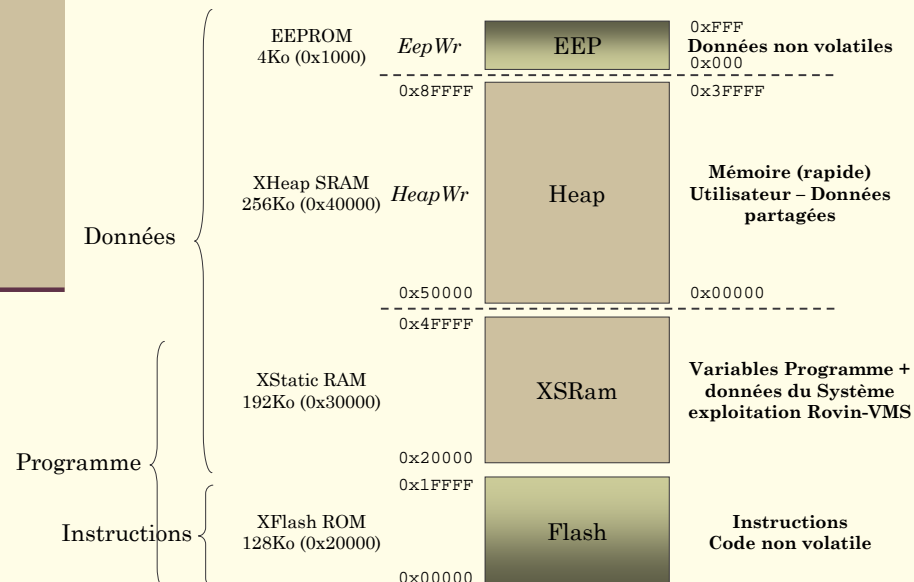 EEPROM
4Ko (0x1000)
EepWr
EEP
0xFFF
Données non volatiles
0x000
0x8FFFF
0x3FFFF
XHeap SRAM
256Ko (0x40000)
HeapWr
Heap
Mémoire (rapide)
Utilisateur – Données
partagées
Données
0x50000
0x00000
0x4FFFF
XStatic RAM
192Ko (0x30000)
XSRam
Variables Programme +
données du Système
exploitation Rovin-VMS
Programme
0x20000
0x1FFFF
Instructions
XFlash ROM
128Ko (0x20000)
Flash
Instructions
Code non volatile
0x00000